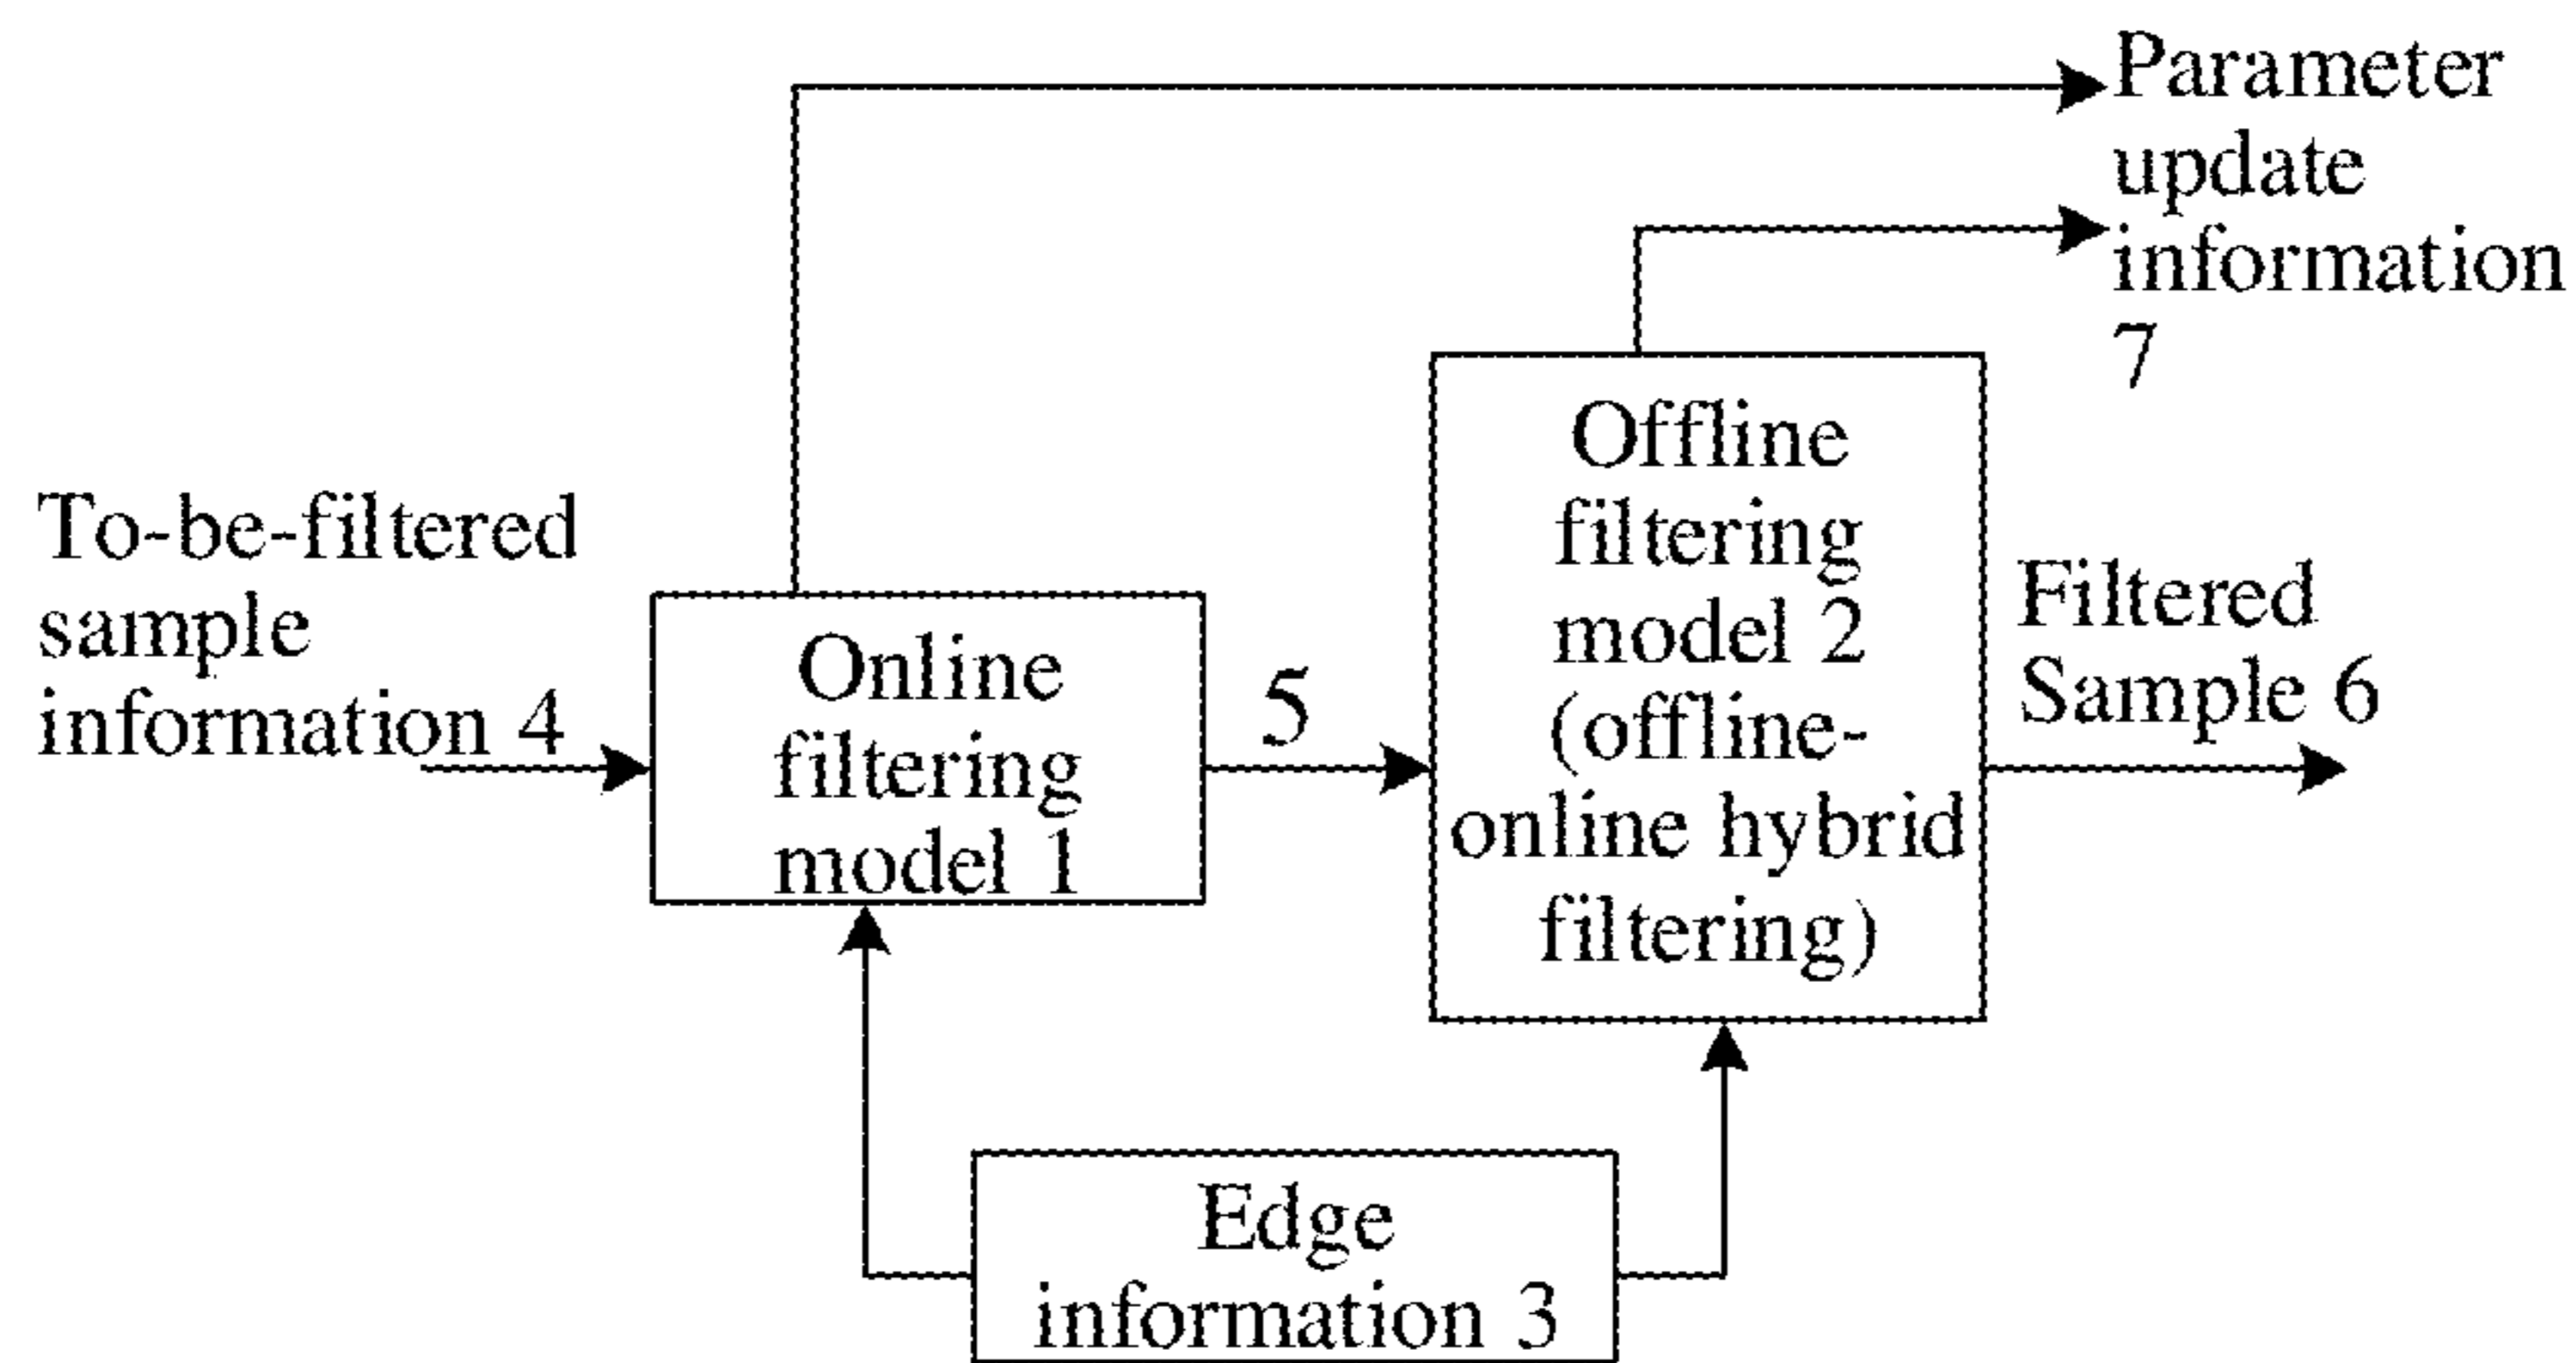 Parameter
update
information
7
To-be-filtered
sample
information 4
Online
filtering
model 1
5
Offline
filtering
model 2
(offline-
online hybrid
filtering)
Filtered
Sample 6
Edge
information 3